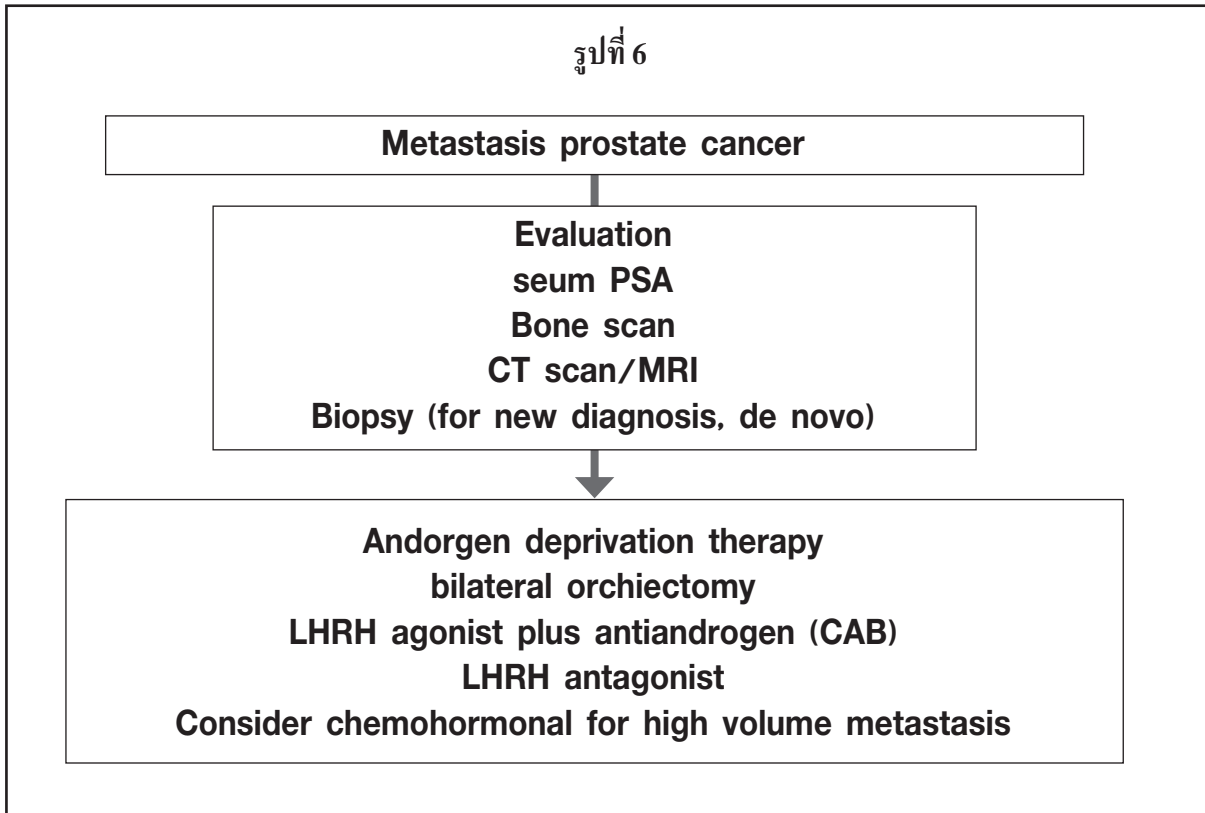 รูปที่ 6
Metastasis prostate cancer
Evaluation
seum PSA
Bone scan
CT scan/MRI
Biopsy (for new diagnosis, de novo)
Andorgen deprivation therapy
bilateral orchiectomy
LHRH agonist plus antiandrogen (CAB)
LHRH antagonist
Consider chemohormonal for high volume metastasis